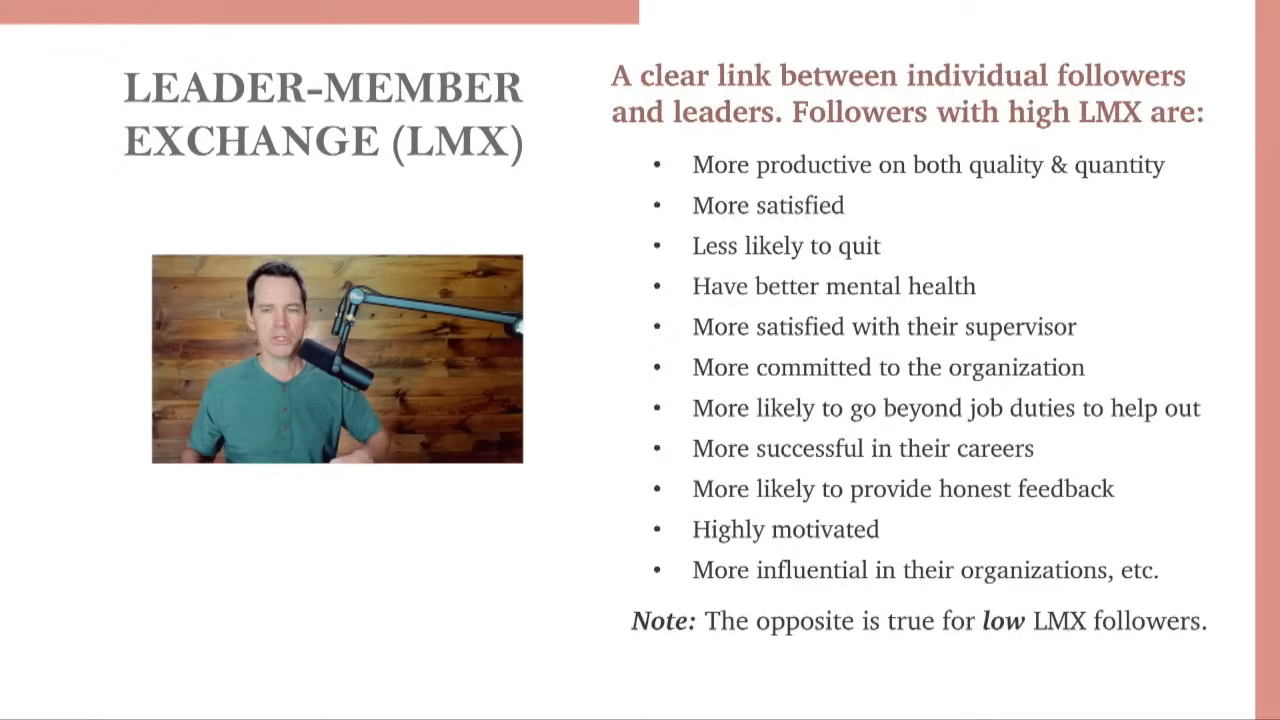 LEADER-MEMBER
EXCHANGE (LMX)
A clear link between individual followers
and leaders. Followers with high LMX are:
• More productive on both quality & quantity
• More satisfied
• Less likely to quit
• Have better mental health
• More satisfied with their supervisor
• More committed to the organization
• More likely to go beyond job duties to help out
• More successful in their careers
• More likely to provide honest feedback
• Highly motivated
• More influential in their organizations, etc.
Note: The opposite is true for low LMX followers.